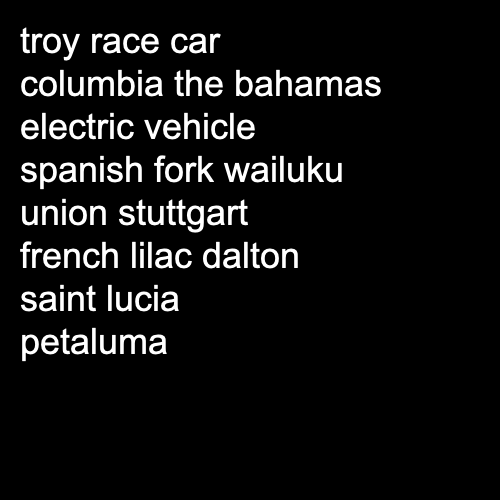 troy race car
columbia the bahamas
electric vehicle
spanish fork wailuku
union stuttgart
french lilac dalton
saint lucia
petaluma